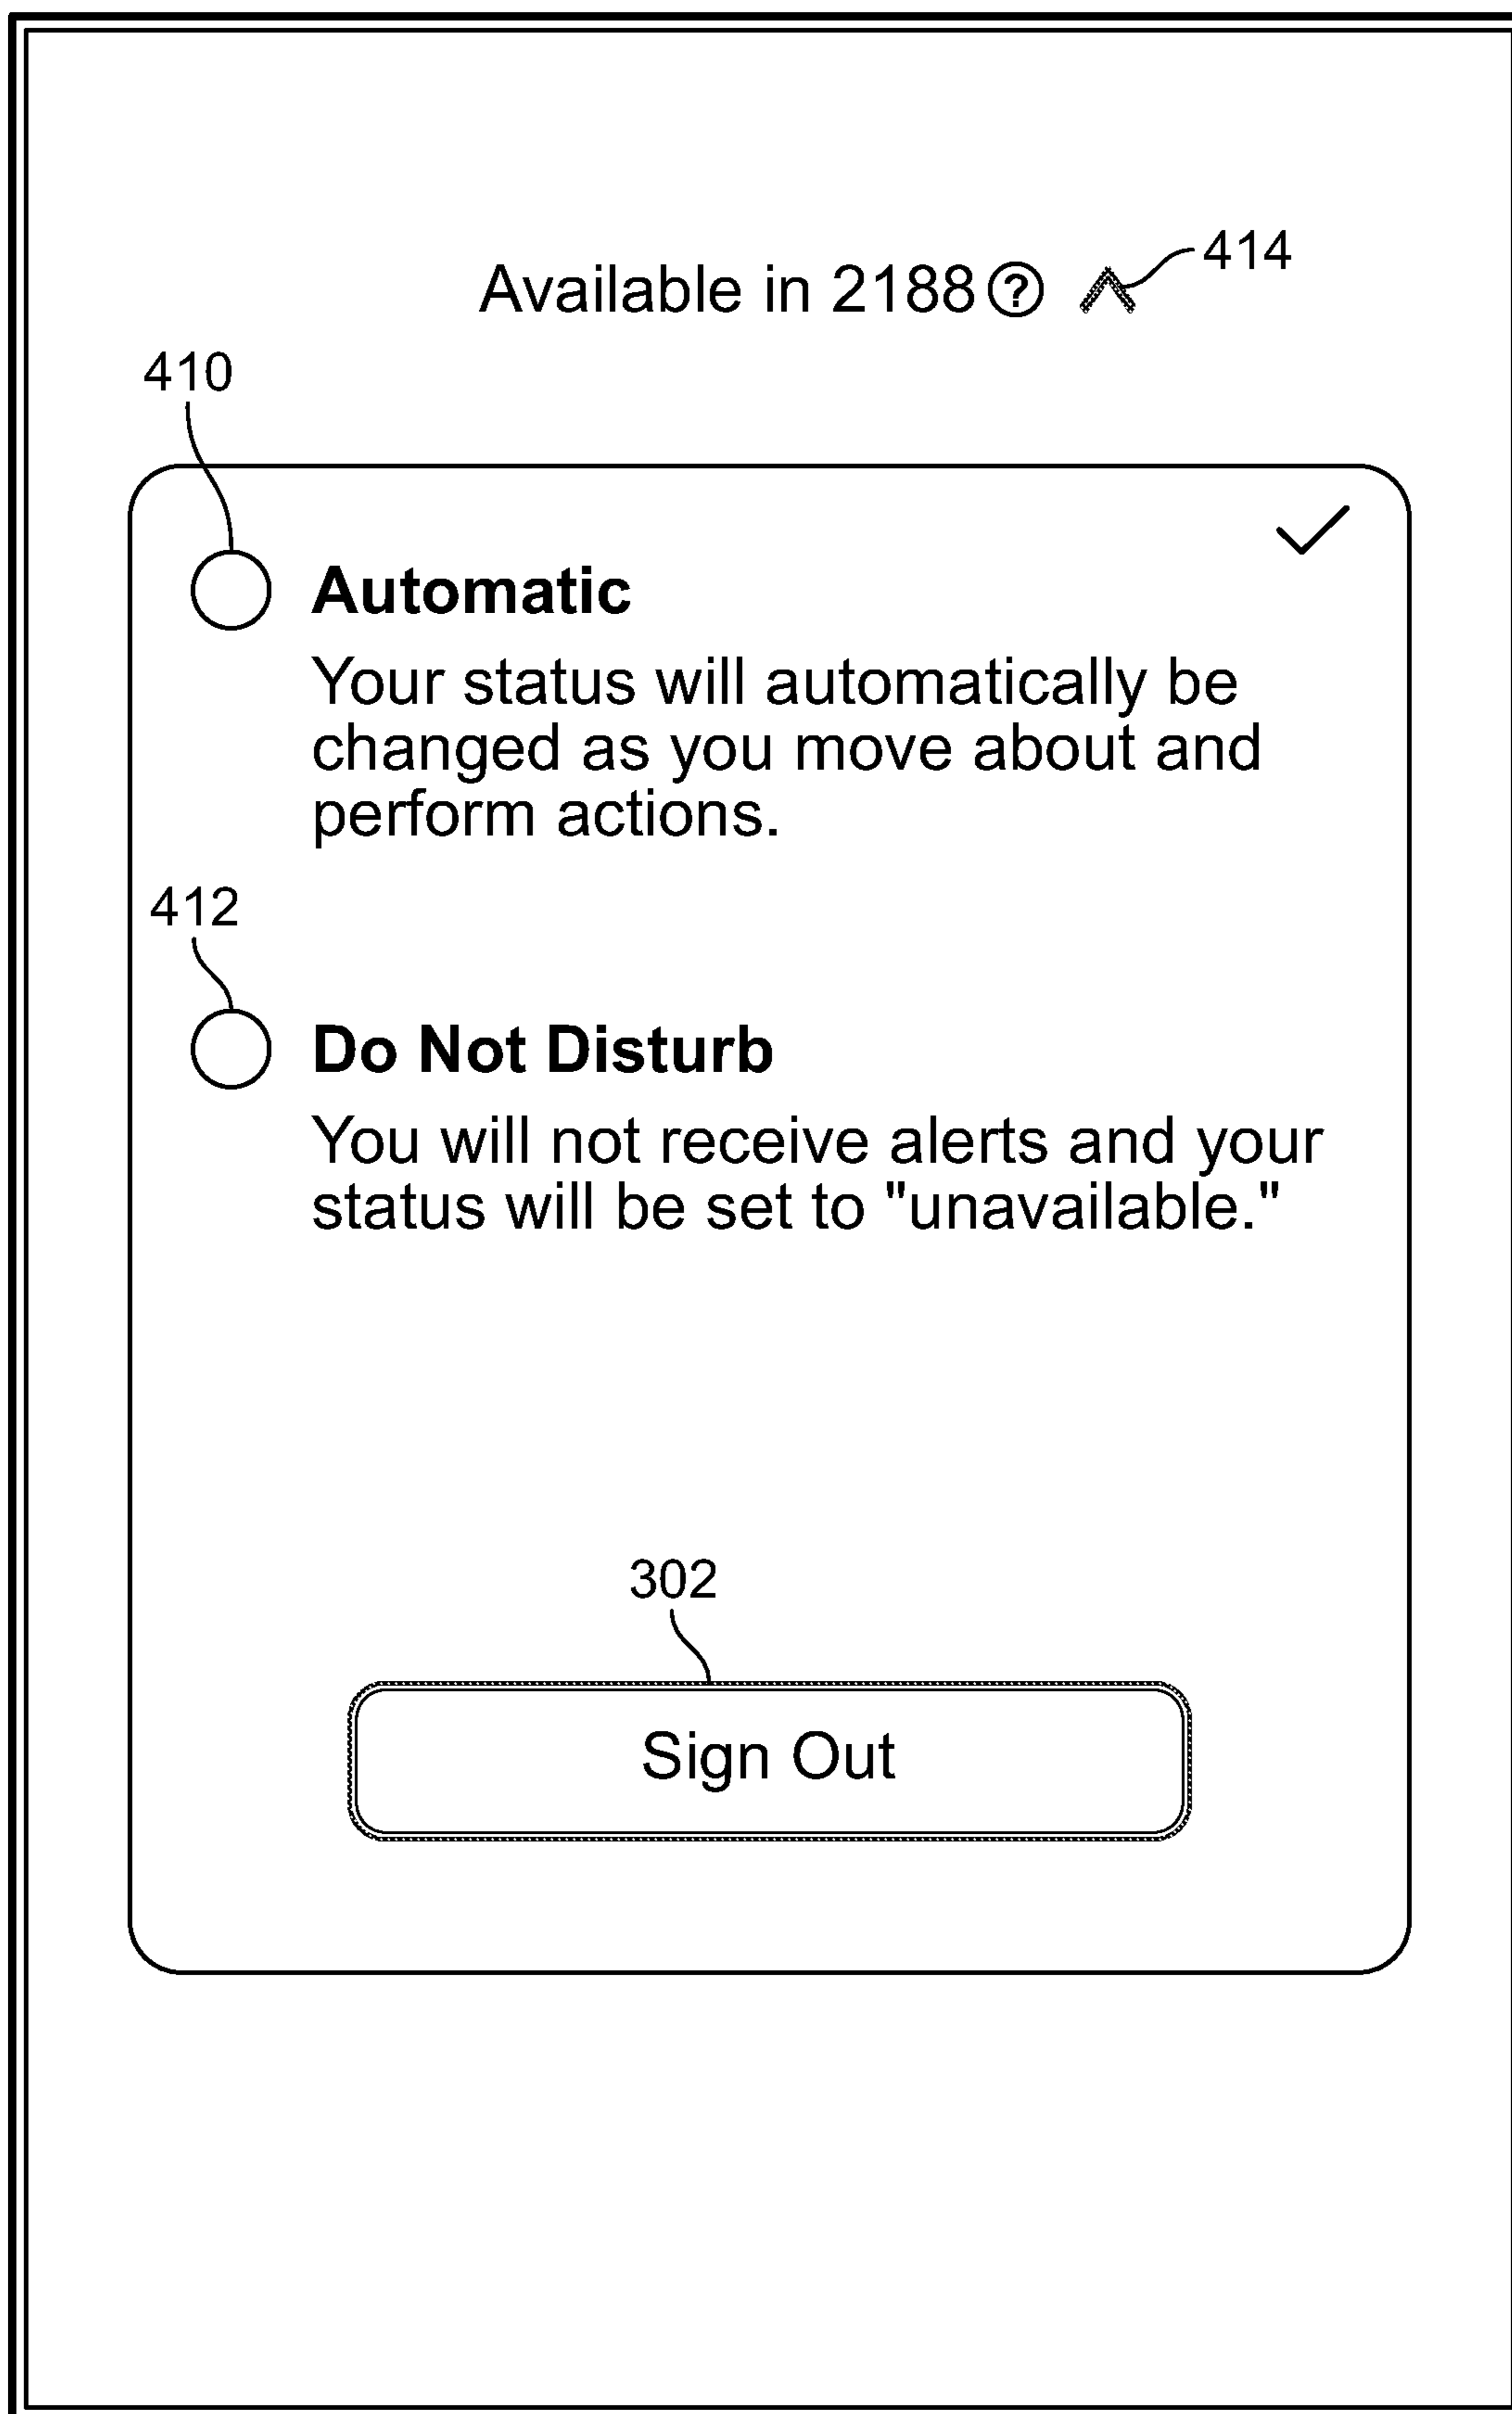 414
Available in 2188 ?
410
Automatic
Your status will automatically be
changed as you move about and
perform actions.
412
Do Not Disturb
You will not receive alerts and your
status will be set to "unavailable."
302
Sign Out